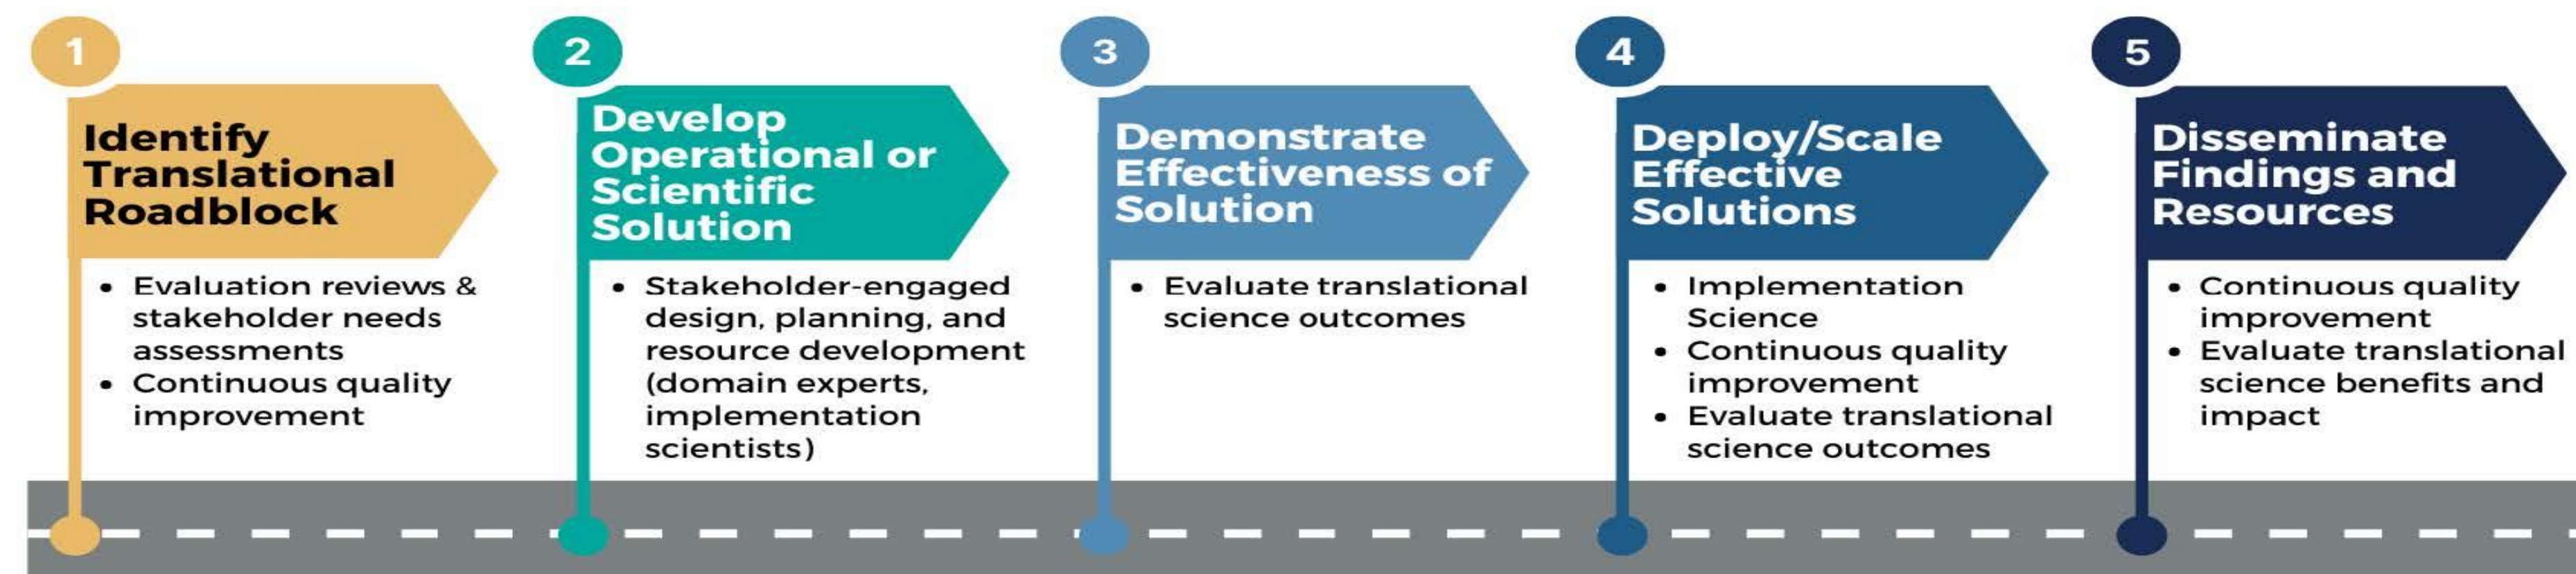 1
Identify
Translational
Roadblock
• Evaluation reviews &
stakeholder needs
assessments
• Continuous quality
improvement
2
Develop
Operational or
Scientific
Solution
• Stakeholder-engaged
design, planning, and
resource development
(domain experts,
implementation
scientists)
3
Demonstrate
Effectiveness of
Solution
• Evaluate translational
science outcomes
4
Deploy/Scale
Effective
Solutions
• Implementation
Science
• Continuous quality
improvement
• Evaluate translational
science outcomes
5
Disseminate
Findings and
Resources
• Continuous quality
improvement
• Evaluate translational
science benefits and
impact